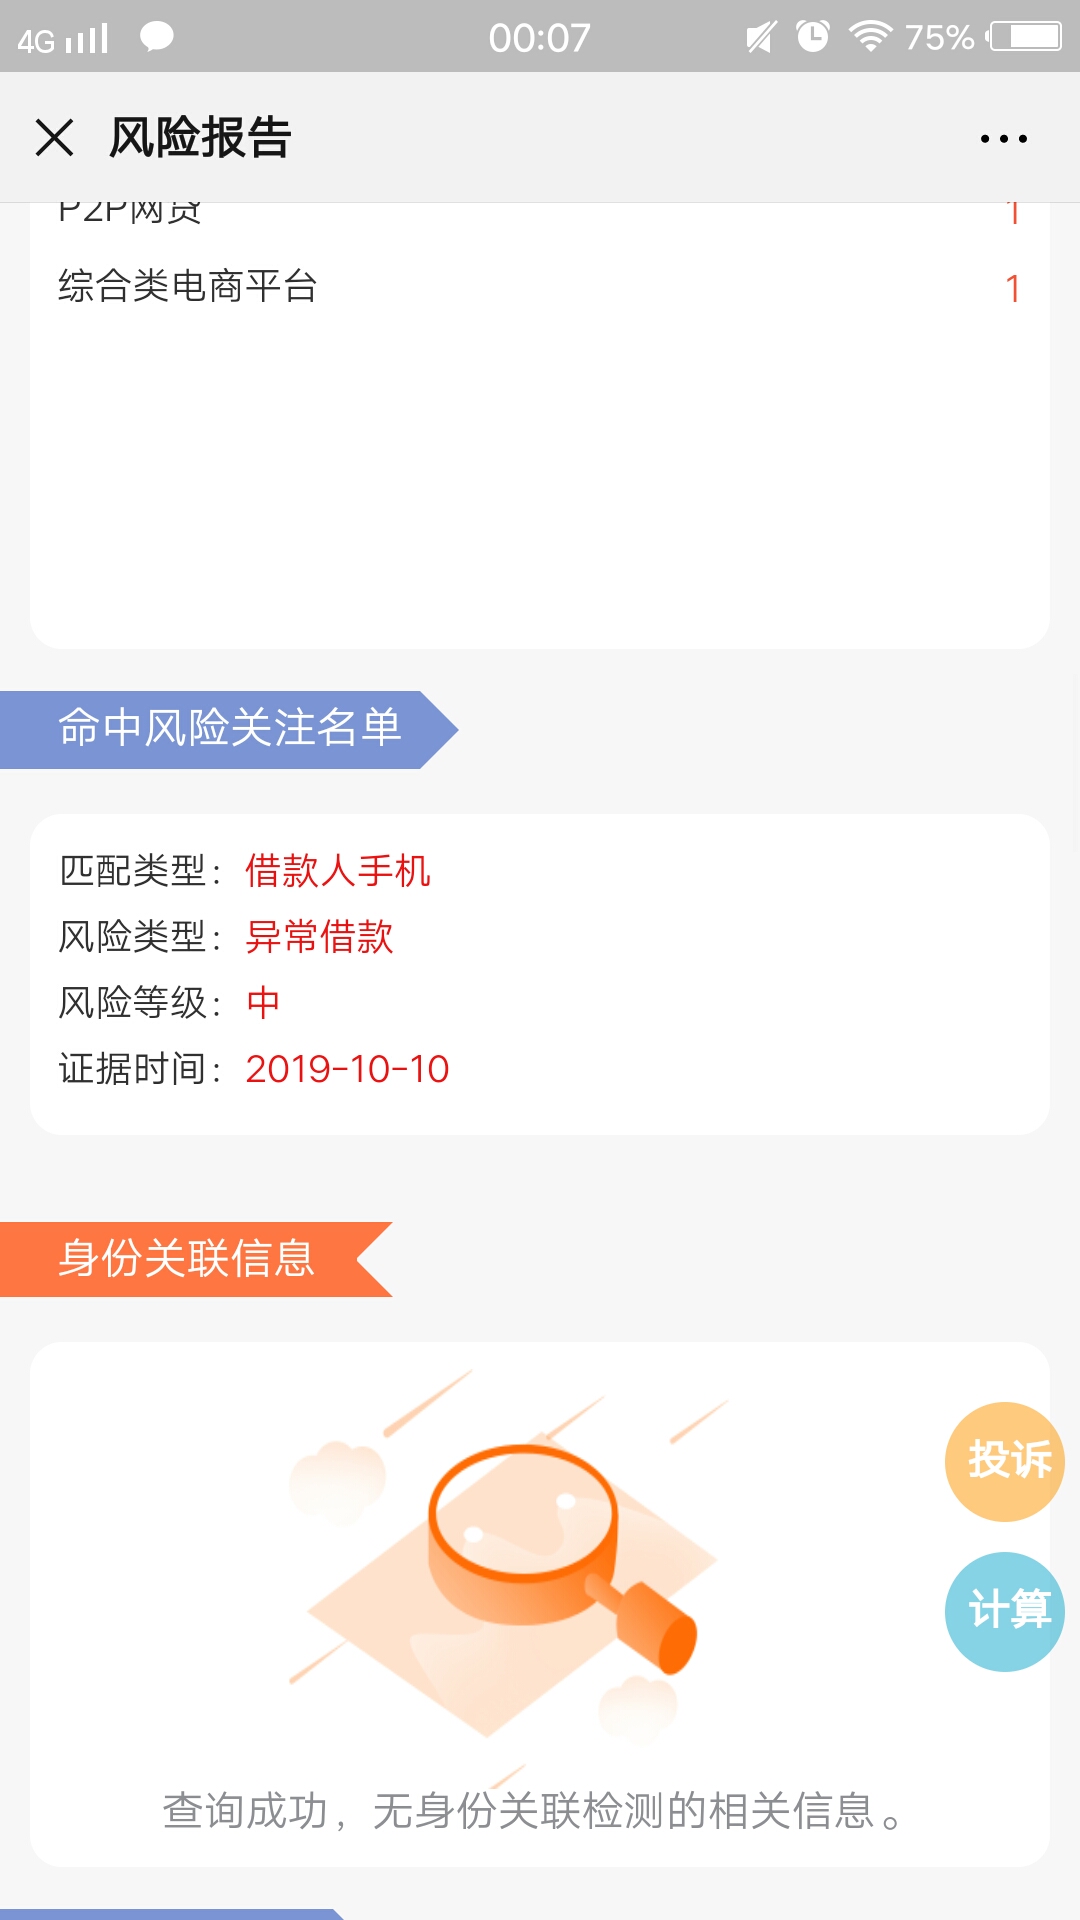 4G 00:07 75%
风险报告
P2P网贷 1
综合类电商平台 1
命中风险关注名单
匹配类型：借款人手机
风险类型：异常借款
风险等级：中
证据时间：2019-10-10
身份关联信息
投诉
计算
查询成功，无身份关联检测的相关信息。